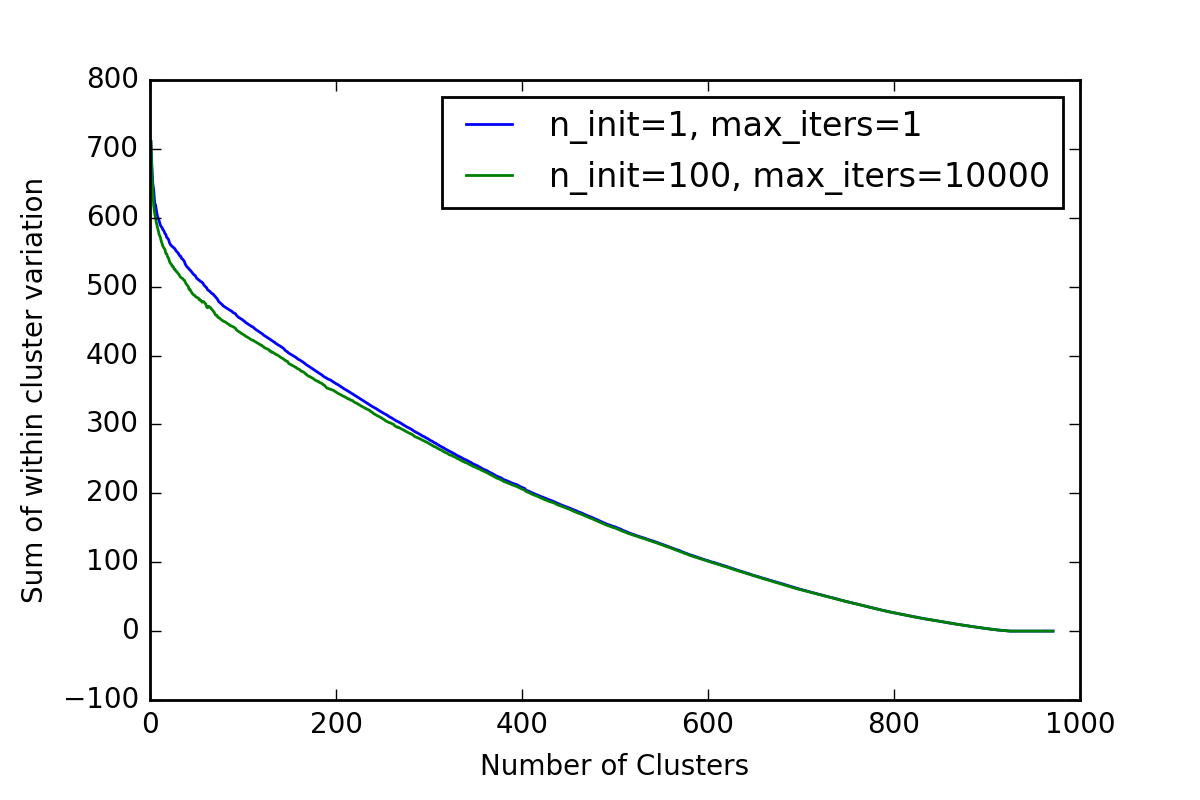 800
700
600
500
400
300
200
100
0
−100
0 200 400 600 800 1000
Sum of within cluster variation
Number of Clusters
n_init=1, max_iters=1
n_init=100, max_iters=10000